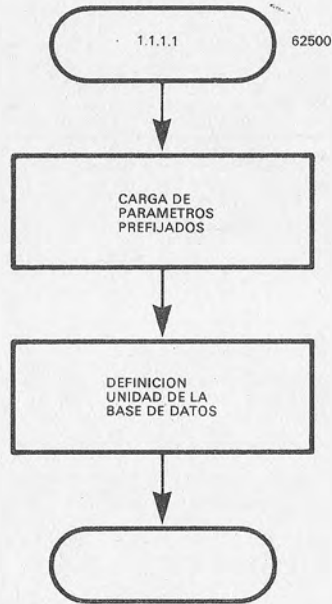 1.1.1.1
62500
CARGA DE
PARAMETROS
PREFIJADOS
DEFINICION
UNIDAD DE LA
BASE DE DATOS